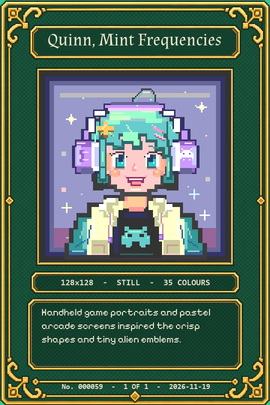 Quinn, Mint Frequencies
128x128 - STILL - 35 COLOURS
Handheld game portraits and pastel
arcade screens inspired the crisp
shapes and tiny alien emblems.
No. 000059 - 1 OF 1 - 2026-11-19